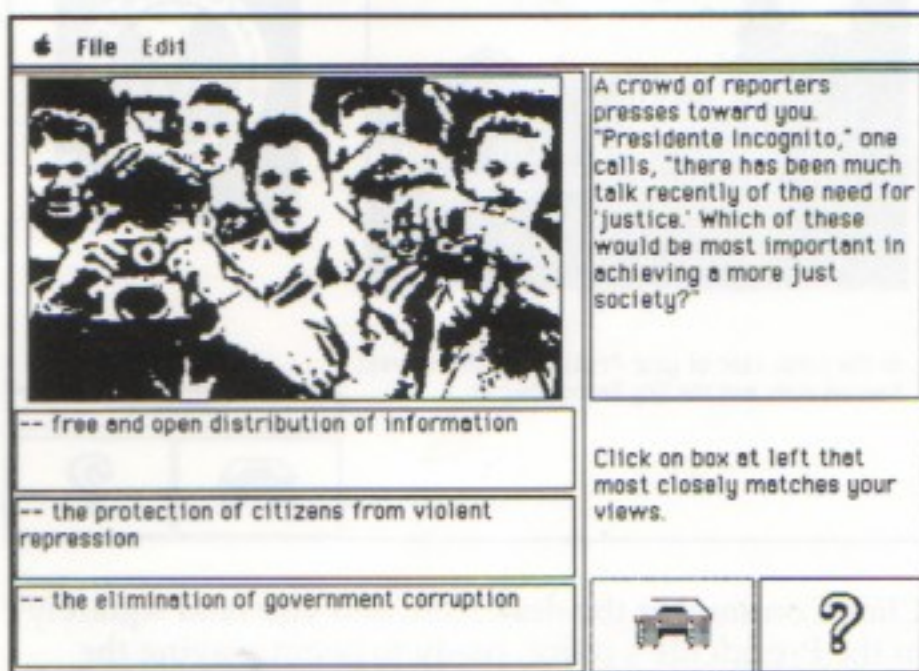 File Edit
A crowd of reporters
presses toward you.
"Presidente Incognito," one
calls, "there has been much
talk recently of the need for
'justice.' Which of these
would be most important in
achieving a more just
society?"
-- free and open distribution of information
-- the protection of citizens from violent
repression
-- the elimination of government corruption
Click on box at left that
most closely matches your
views.
?